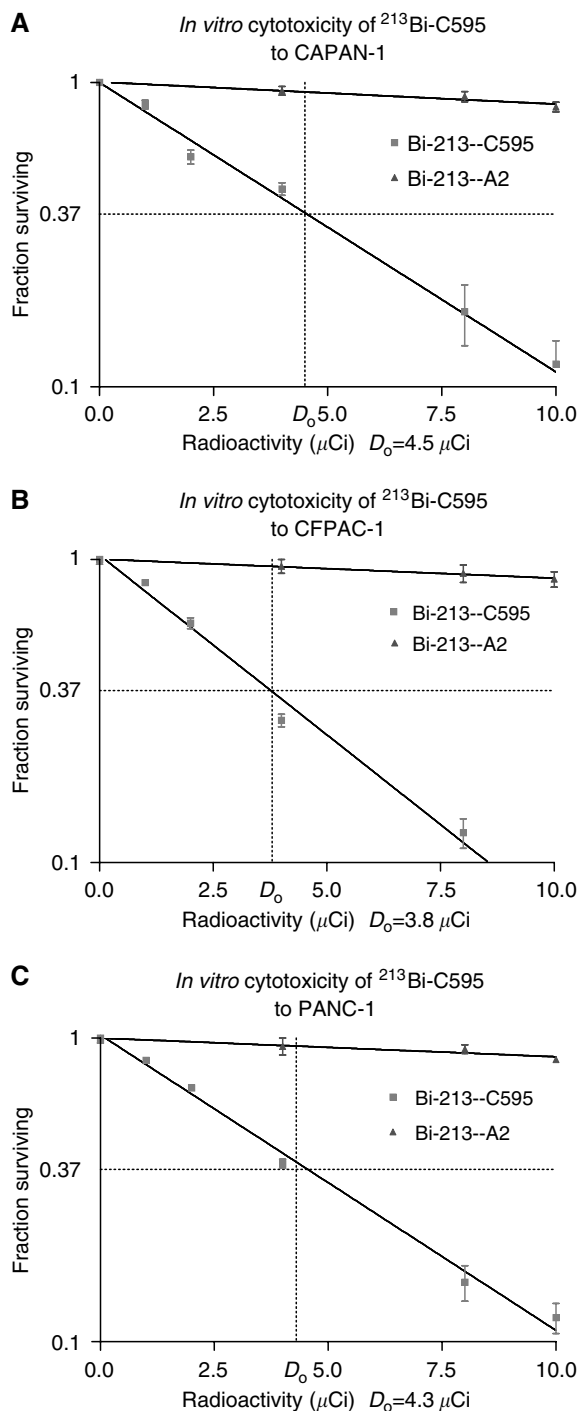 A
In vitro cytotoxicity of ²¹³Bi-C595
to CAPAN-1
1
Bi-213--C595
Bi-213--A2
0.37
Fraction surviving
0.1
0.0 2.5 Dₒ 5.0 7.5 10.0
Radioactivity (μCi) Dₒ=4.5 μCi
B
In vitro cytotoxicity of ²¹³Bi-C595
to CFPAC-1
1
Bi-213--C595
Bi-213--A2
0.37
Fraction surviving
0.1
0.0 2.5 Dₒ 5.0 7.5 10.0
Radioactivity (μCi) Dₒ=3.8 μCi
C
In vitro cytotoxicity of ²¹³Bi-C595
to PANC-1
1
Bi-213--C595
Bi-213--A2
0.37
Fraction surviving
0.1
0.0 2.5 Dₒ 5.0 7.5 10.0
Radioactivity (μCi) Dₒ=4.3 μCi